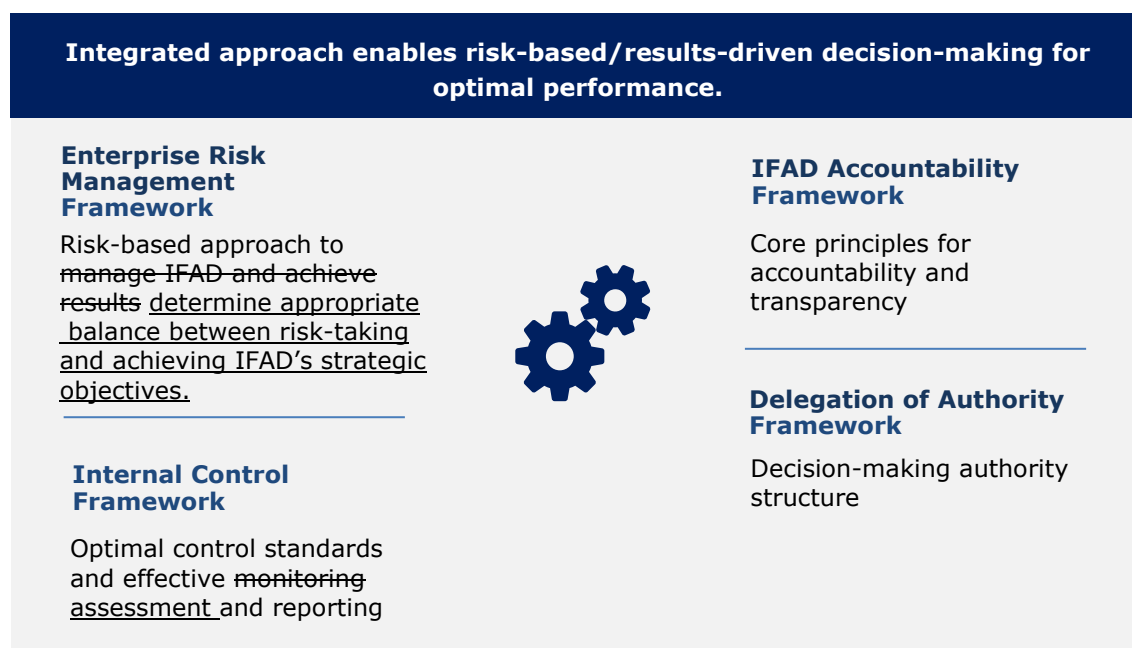 Integrated approach enables risk-based/results-driven decision-making for
optimal performance.
Enterprise Risk
Management
Framework
Risk-based approach to
manage IFAD and achieve
results determine appropriate
balance between risk-taking
and achieving IFAD’s strategic
objectives.
Internal Control
Framework
Optimal control standards
and effective monitoring
assessment and reporting
IFAD Accountability
Framework
Core principles for
accountability and
transparency
Delegation of Authority
Framework
Decision-making authority
structure